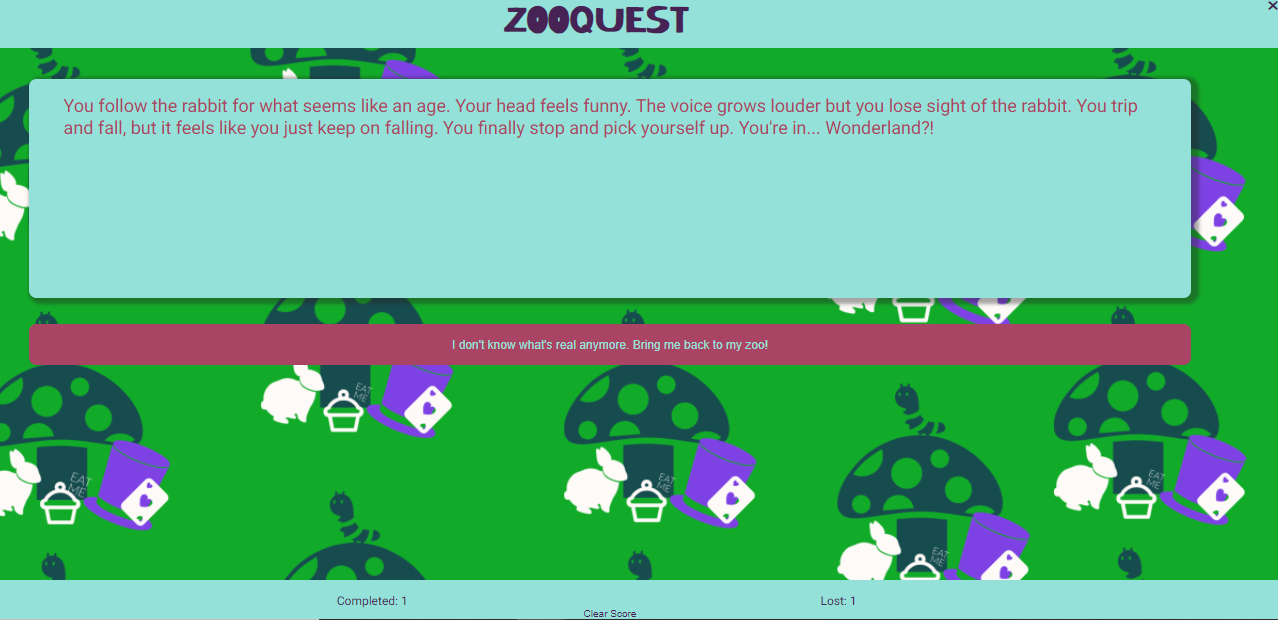 ZOOQUEST
×
You follow the rabbit for what seems like an age. Your head feels funny. The voice grows louder but you lose sight of the rabbit. You trip
and fall, but it feels like you just keep on falling. You finally stop and pick yourself up. You're in... Wonderland?!
I don't know what's real anymore. Bring me back to my zoo!
EAT
ME
EAT
ME
EAT
ME
EAT
ME
EAT
ME
Completed: 1
Lost: 1
Clear Score